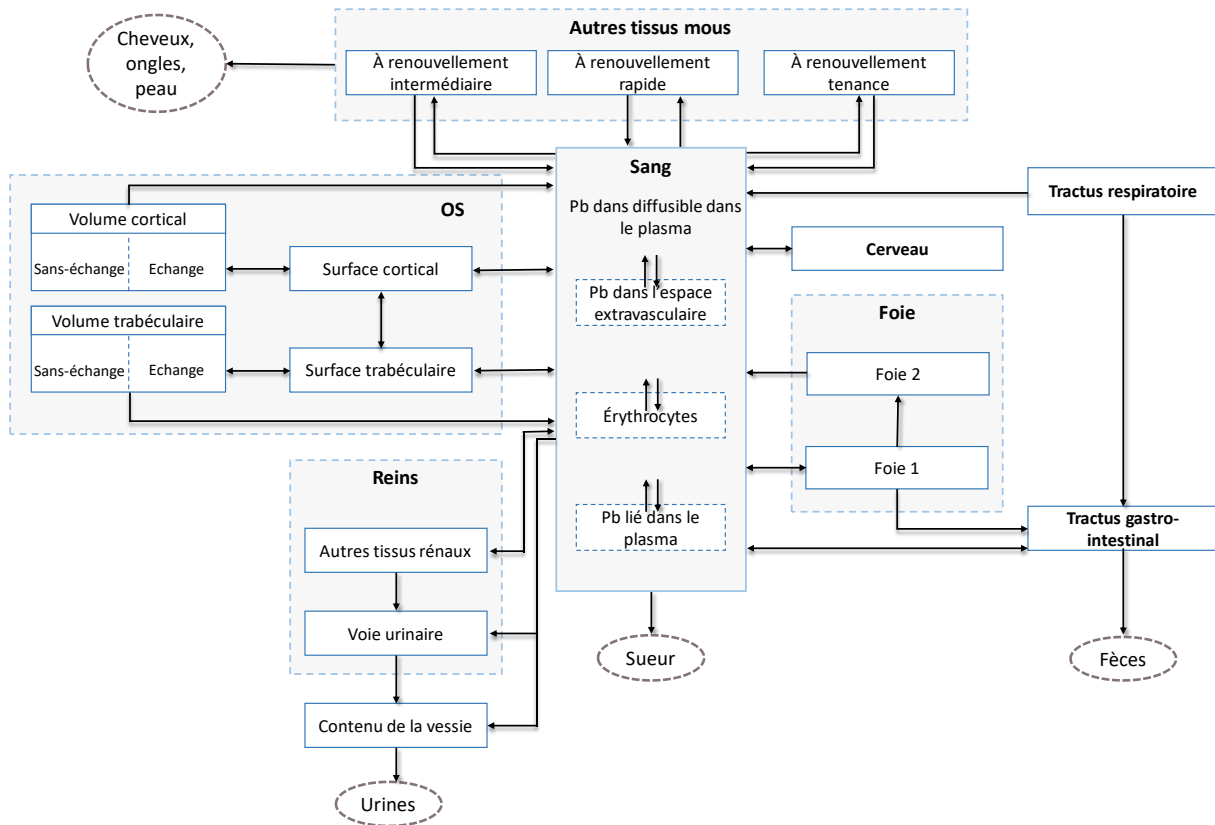 Autres tissus mous
Cheveux,
ongles,
peau
À renouvellement
intermédiaire
À renouvellement
rapide
À renouvellement
tenance
Sang
Pb dans diffusible dans
le plasma
Pb dans l'espace
extravasculaire
Érythrocytes
Pb lié dans le
plasma
OS
Volume cortical
Sans-échange
Echange
Surface cortical
Volume trabéculaire
Sans-échange
Echange
Surface trabéculaire
Tractus respiratoire
Cerveau
Foie
Foie 2
Foie 1
Tractus gastro-
intestinal
Reins
Autres tissus rénaux
Voie urinaire
Contenu de la vessie
Urines
Sueur
Fèces